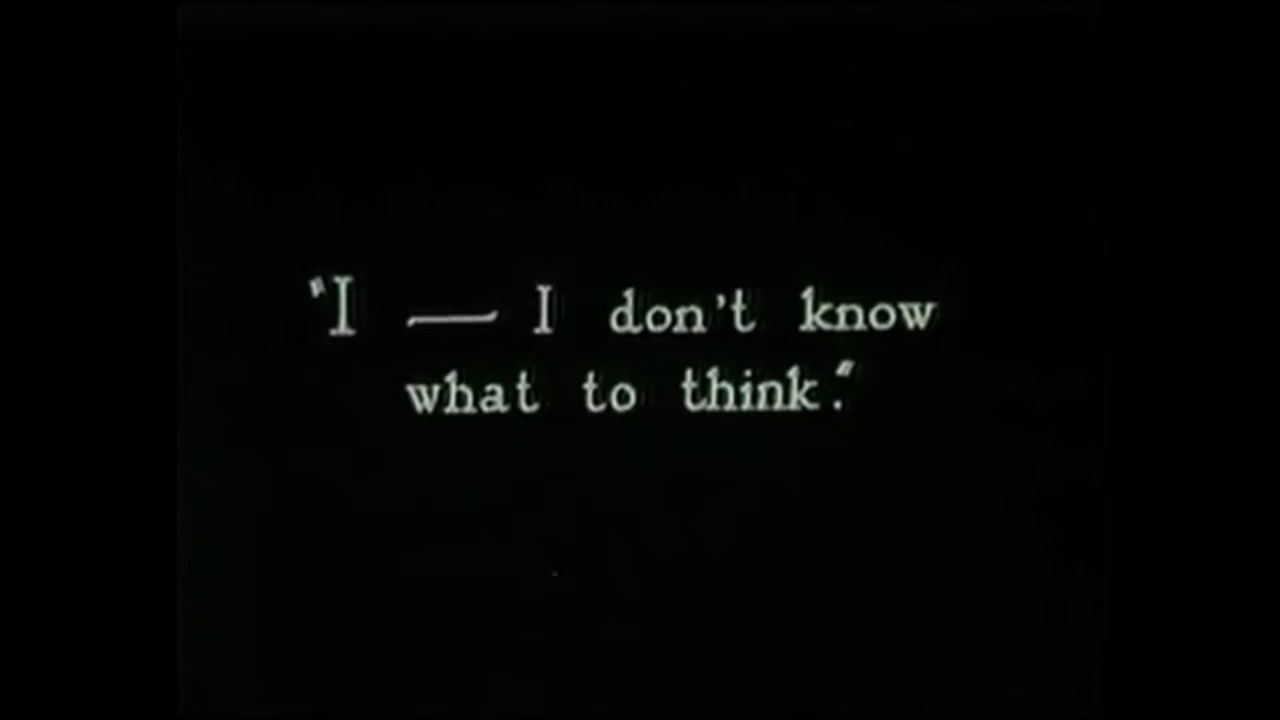 "I — I don't know
what to think."